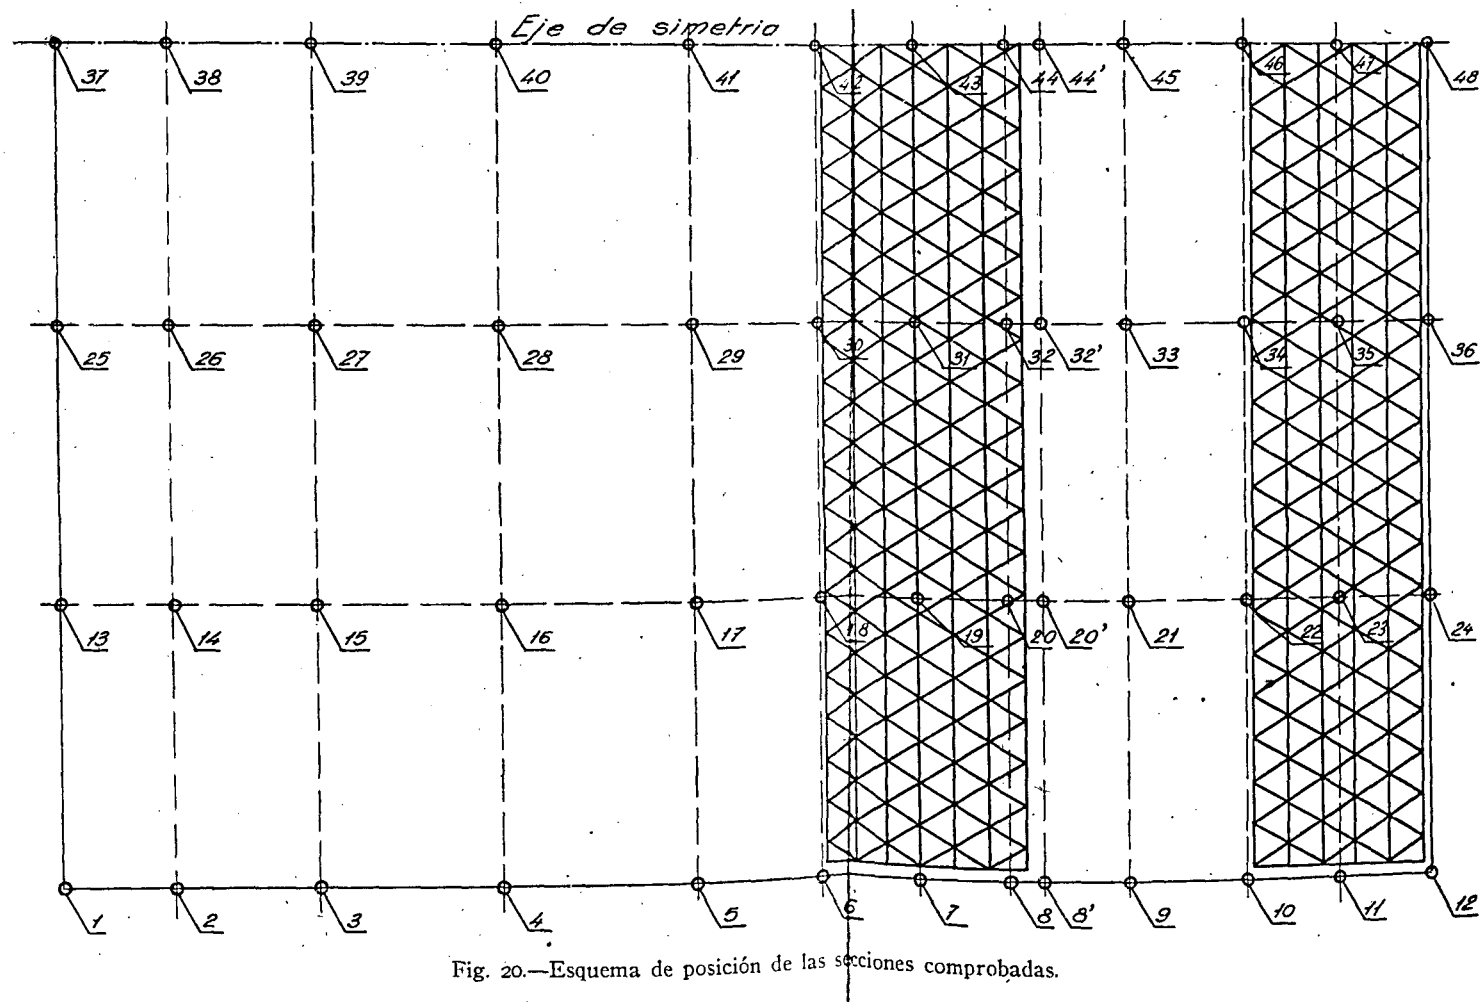 Eje de simetria
37 38 39 40 41 42 43 44 44' 45 46 47 48
25 26 27 28 29 30 31 32 32' 33 34 35 36
13 14 15 16 17 18 19 20 20' 21 22 23 24
1 2 3 4 5 6 7 8 8' 9 10 11 12
Fig. 20.—Esquema de posición de las secciones comprobadas.